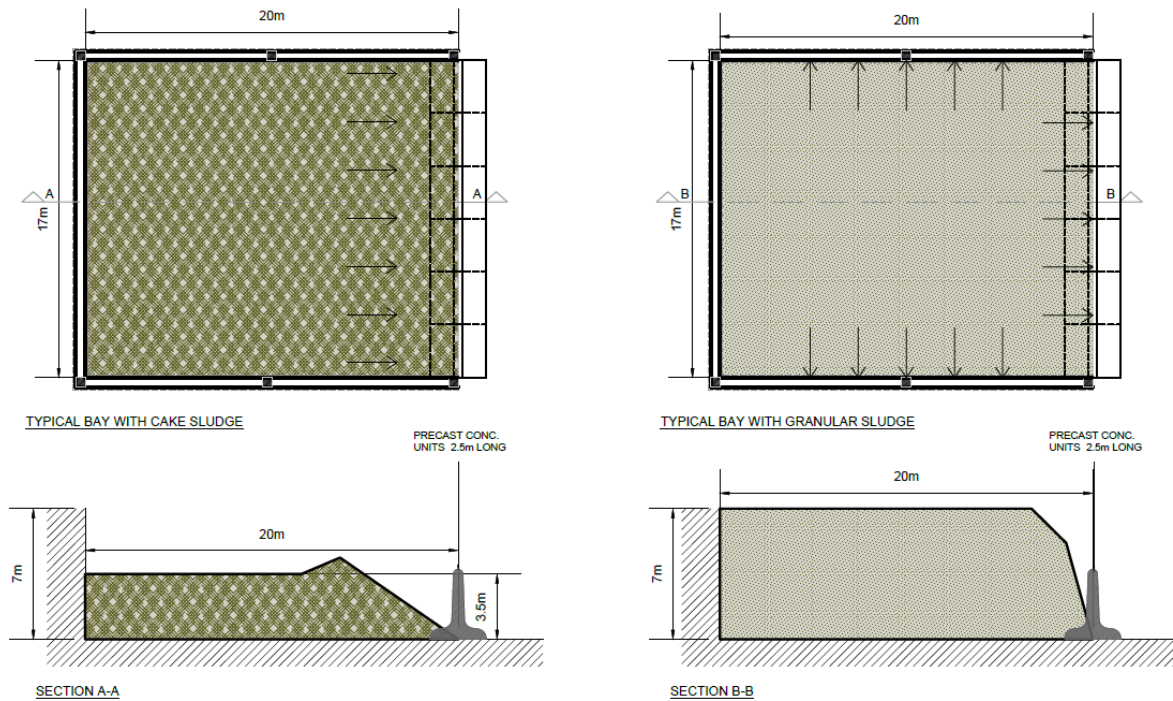 20m
20m
A
A
17m
B
B
17m
TYPICAL BAY WITH CAKE SLUDGE
TYPICAL BAY WITH GRANULAR SLUDGE
PRECAST CONC.
UNITS 2.5m LONG
PRECAST CONC.
UNITS 2.5m LONG
20m
20m
7m
3.5m
7m
SECTION A-A
SECTION B-B